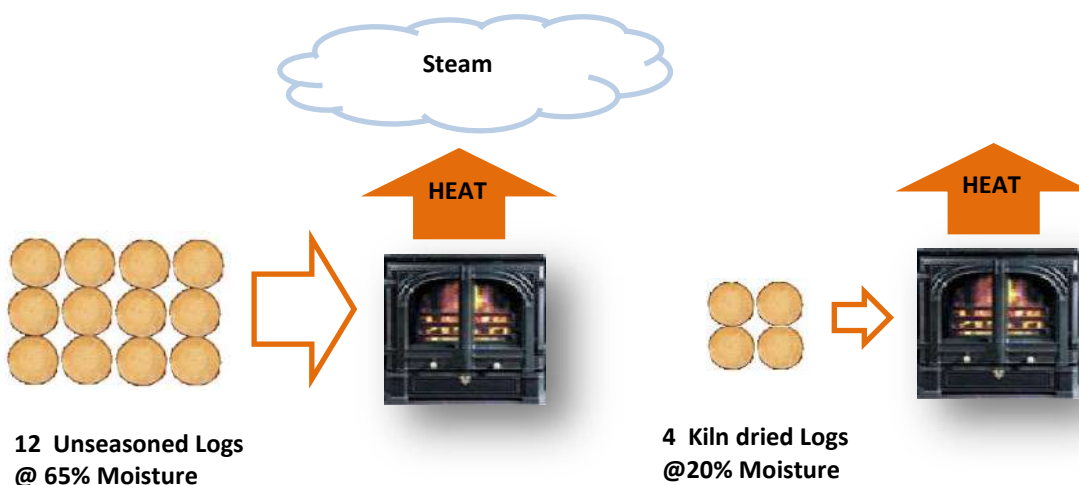 Steam
HEAT
HEAT
12 Unseasoned Logs
@ 65% Moisture
4 Kiln dried Logs
@20% Moisture